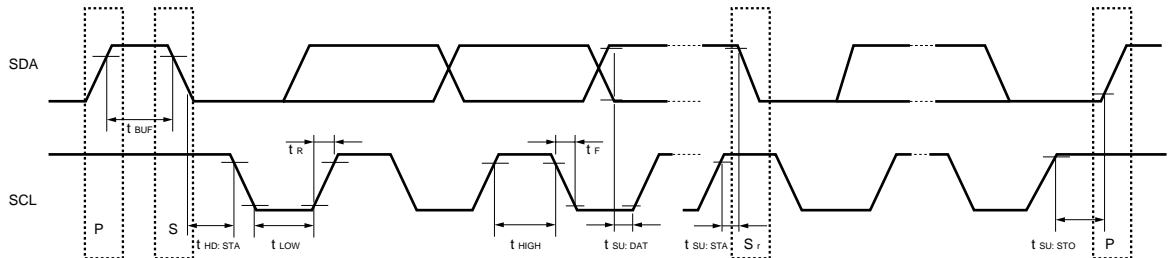 SDA
t BUF
t R
t F
SCL
P
S
t HD: STA
t LOW
t HIGH
t SU: DAT
t SU: STA
S r
t SU: STO
P